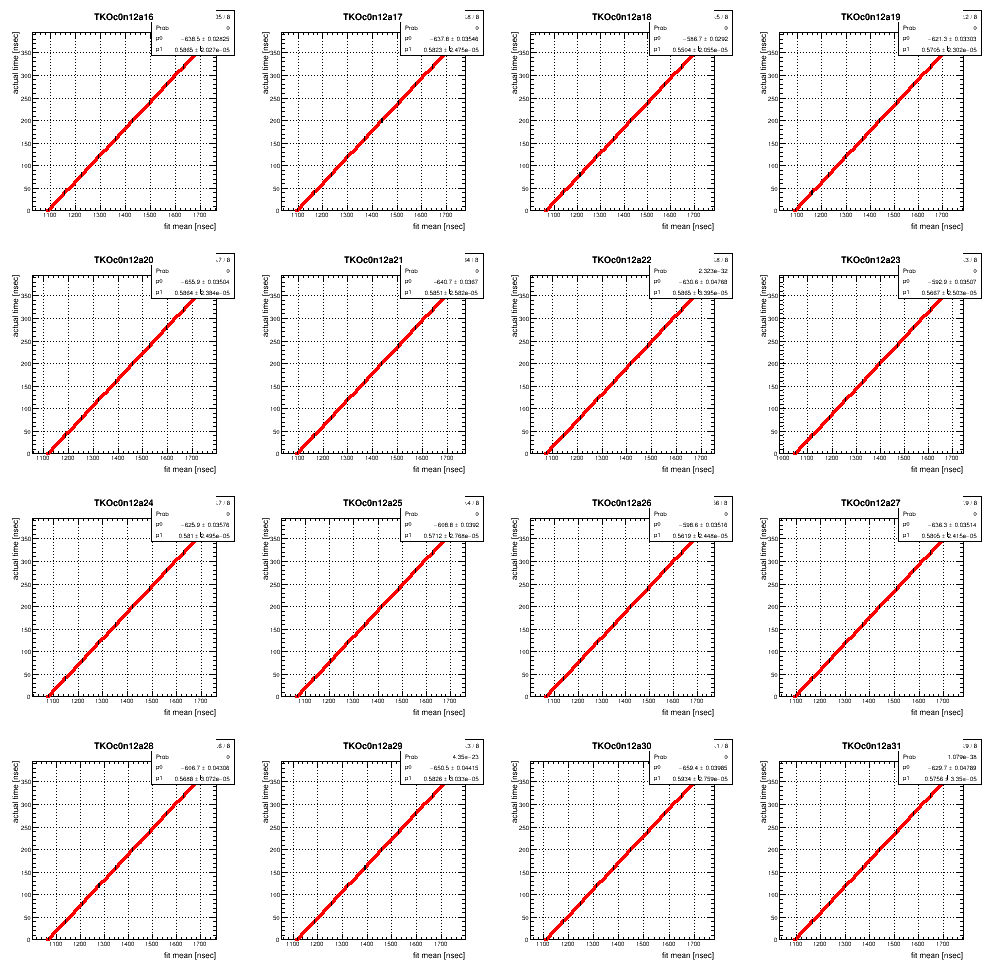 TKOc0n12a16
Prob 0
p0 −638.5 ± 0.02825
p1 0.5865 ± 2.027e−05
actual time [nsec]
fit mean [nsec]
TKOc0n12a17
Prob 0
p0 −637.8 ± 0.03546
p1 0.5823 ± 2.475e−05
actual time [nsec]
fit mean [nsec]
TKOc0n12a18
Prob 0
p0 −586.7 ± 0.0292
p1 0.5504 ± 2.055e−05
actual time [nsec]
fit mean [nsec]
TKOc0n12a19
Prob 0
p0 −621.3 ± 0.03303
p1 0.5705 ± 2.302e−05
actual time [nsec]
fit mean [nsec]
TKOc0n12a20
Prob 0
p0 −655.9 ± 0.03504
p1 0.5864 ± 2.384e−05
actual time [nsec]
fit mean [nsec]
TKOc0n12a21
Prob 0
p0 −640.7 ± 0.0367
p1 0.5851 ± 2.582e−05
actual time [nsec]
fit mean [nsec]
TKOc0n12a22
Prob 2.323e−32
p0 −630.6 ± 0.04768
p1 0.5865 ± 3.395e−05
actual time [nsec]
fit mean [nsec]
TKOc0n12a23
Prob 0
p0 −592.9 ± 0.03507
p1 0.5667 ± 2.503e−05
actual time [nsec]
fit mean [nsec]
TKOc0n12a24
Prob 0
p0 −625.9 ± 0.03576
p1 0.581 ± 2.495e−05
actual time [nsec]
fit mean [nsec]
TKOc0n12a25
Prob 0
p0 −608.8 ± 0.0392
p1 0.5712 ± 2.768e−05
actual time [nsec]
fit mean [nsec]
TKOc0n12a26
Prob 0
p0 −598.6 ± 0.03516
p1 0.5619 ± 2.448e−05
actual time [nsec]
fit mean [nsec]
TKOc0n12a27
Prob 0
p0 −636.3 ± 0.03514
p1 0.5805 ± 2.415e−05
actual time [nsec]
fit mean [nsec]
TKOc0n12a28
Prob 0
p0 −606.7 ± 0.04306
p1 0.5688 ± 3.072e−05
actual time [nsec]
fit mean [nsec]
TKOc0n12a29
Prob 4.35e−23
p0 −650.5 ± 0.04415
p1 0.5826 ± 3.033e−05
actual time [nsec]
fit mean [nsec]
TKOc0n12a30
Prob 0
p0 −659.4 ± 0.03985
p1 0.5934 ± 2.759e−05
actual time [nsec]
fit mean [nsec]
TKOc0n12a31
Prob 1.079e−38
p0 −629.7 ± 0.04789
p1 0.5756 ± 3.35e−05
actual time [nsec]
fit mean [nsec]